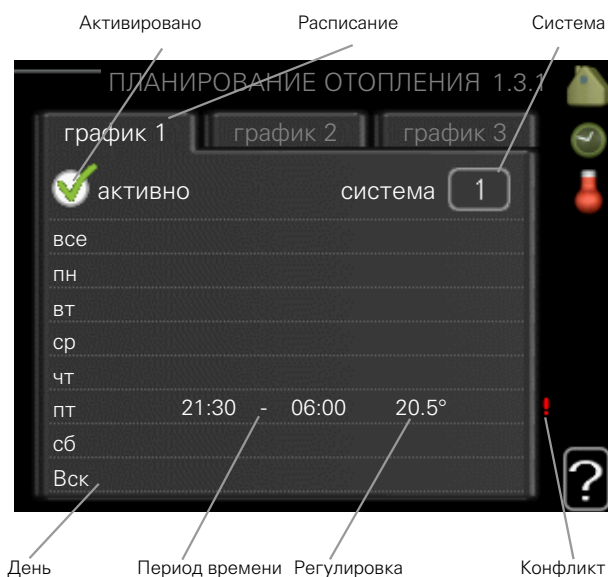 Активировано Расписание Система
ПЛАНИРОВАНИЕ ОТОПЛЕНИЯ 1.3.1
график 1 график 2 график 3
активно система 1
все
пн
вт
ср
чт
пт 21:30 - 06:00 20.5° !
сб
Вск
?
День Период времени Регулировка Конфликт